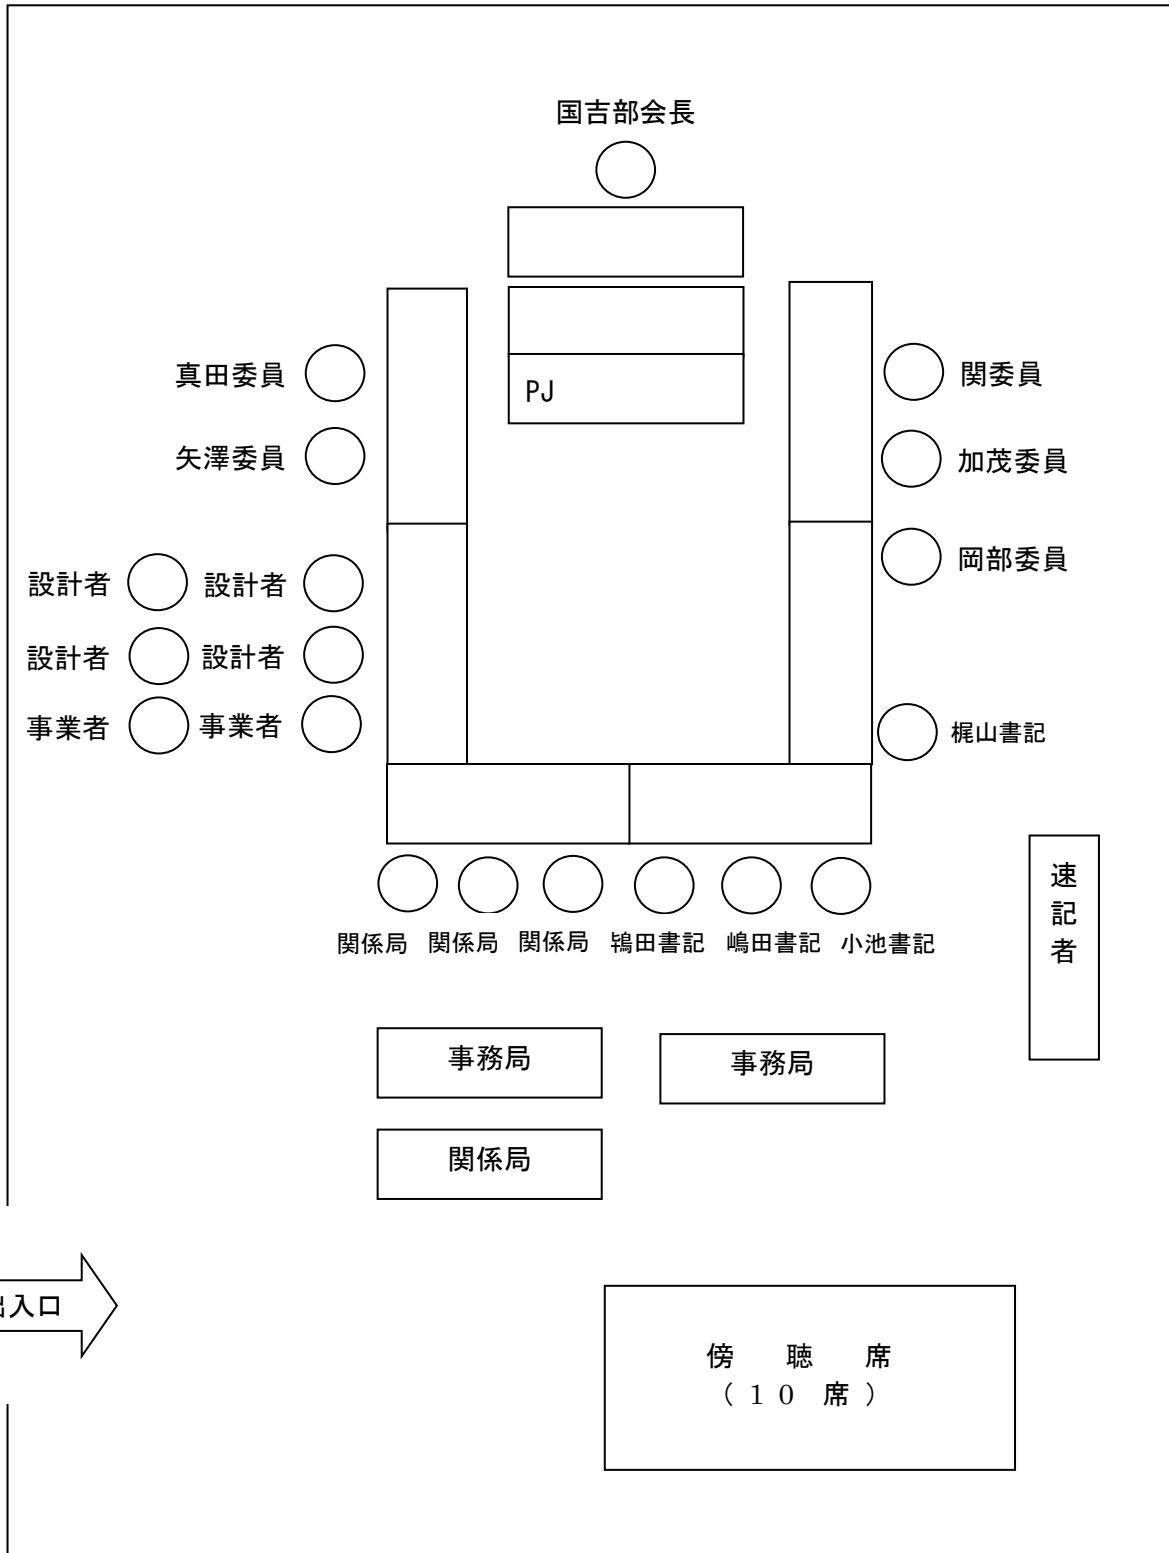 国吉部会長
PJ
真田委員
関委員
矢澤委員
加茂委員
岡部委員
設計者 設計者
設計者 設計者
事業者 事業者
梶山書記
関係局 関係局 関係局 鴇田書記 嶋田書記 小池書記
速記者
事務局 事務局
関係局
出入口
傍 聴 席
（１０ 席）